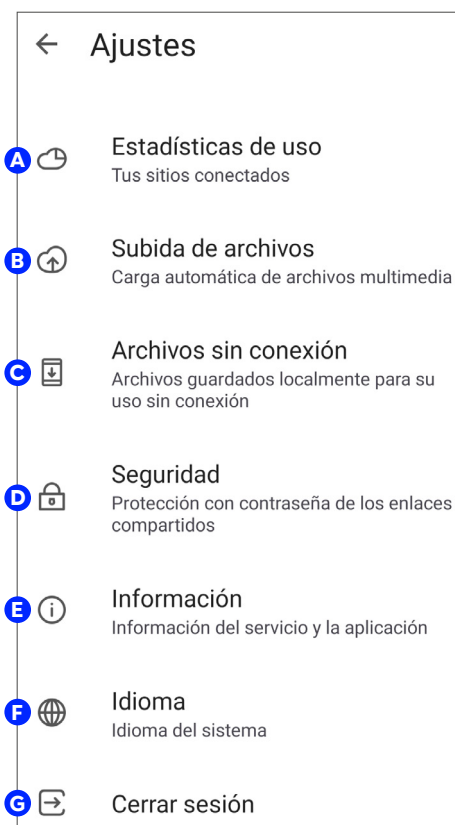 Ajustes
A
Estadísticas de uso
Tus sitios conectados
B
Subida de archivos
Carga automática de archivos multimedia
C
Archivos sin conexión
Archivos guardados localmente para su
uso sin conexión
D
Seguridad
Protección con contraseña de los enlaces
compartidos
E
Información
Información del servicio y la aplicación
F
Idioma
Idioma del sistema
G
Cerrar sesión